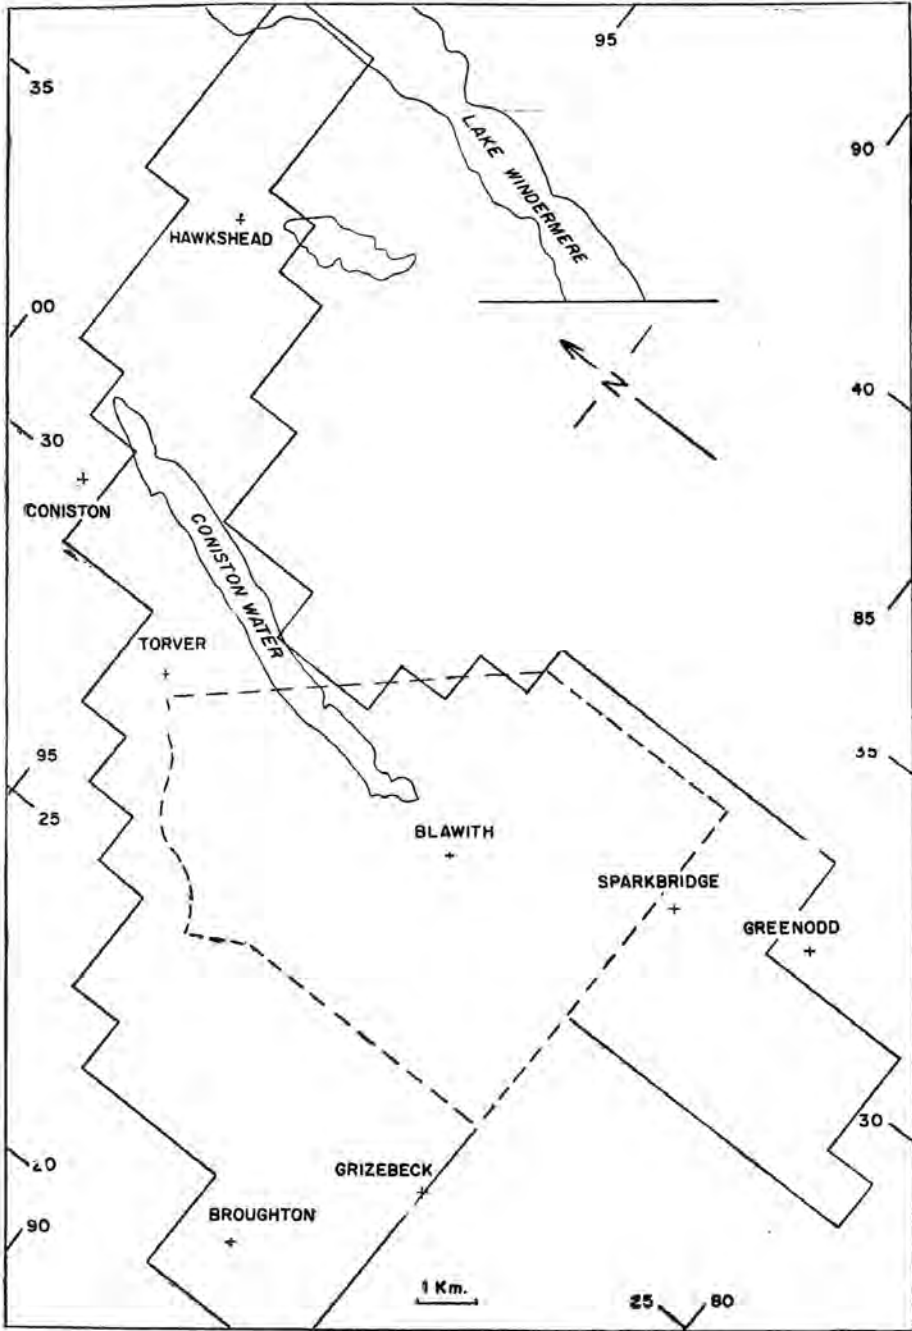 95
35
90
LAKE WINDERMERE
HAWKSHEAD
00
N
40
30
CONISTON
CONISTON WATER
85
TORVER
95
35
25
BLAWITH
SPARKBRIDGE
GREENODD
30
20
GRIZEBECK
BROUGHTON
90
1 Km.
25 80